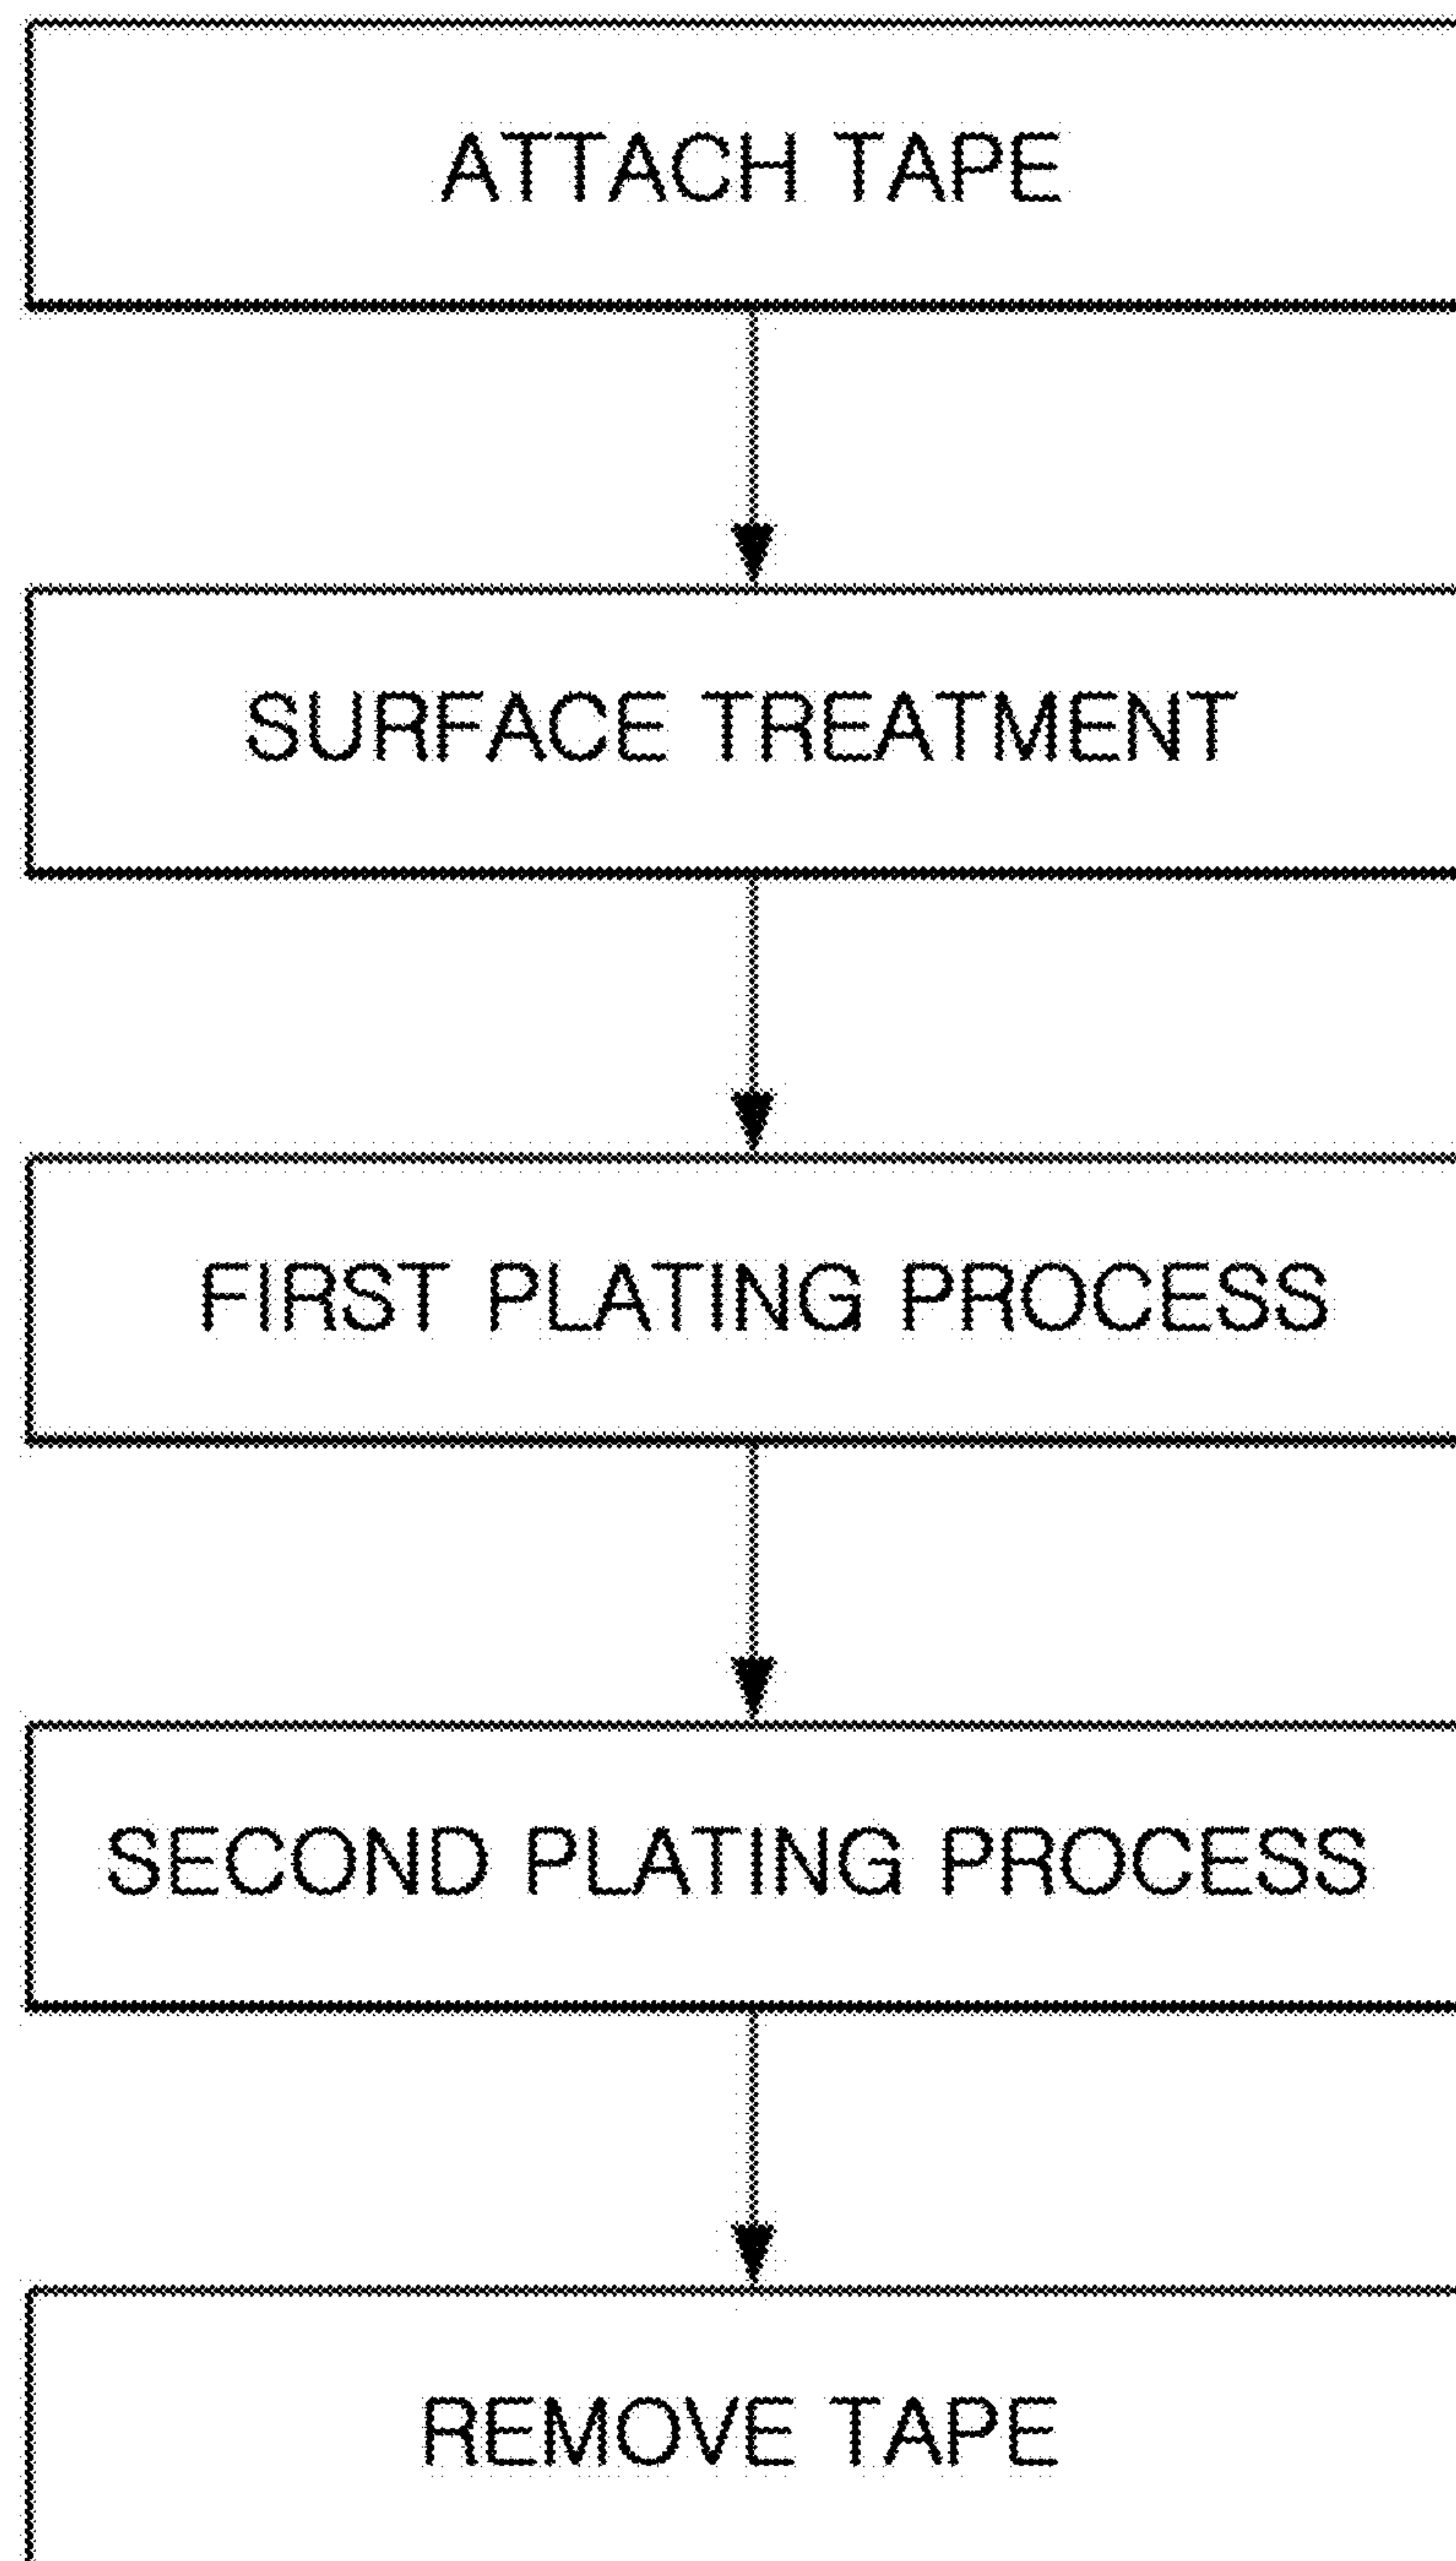 ATTACH TAPE
SURFACE TREATMENT
FIRST PLATING PROCESS
SECOND PLATING PROCESS
REMOVE TAPE